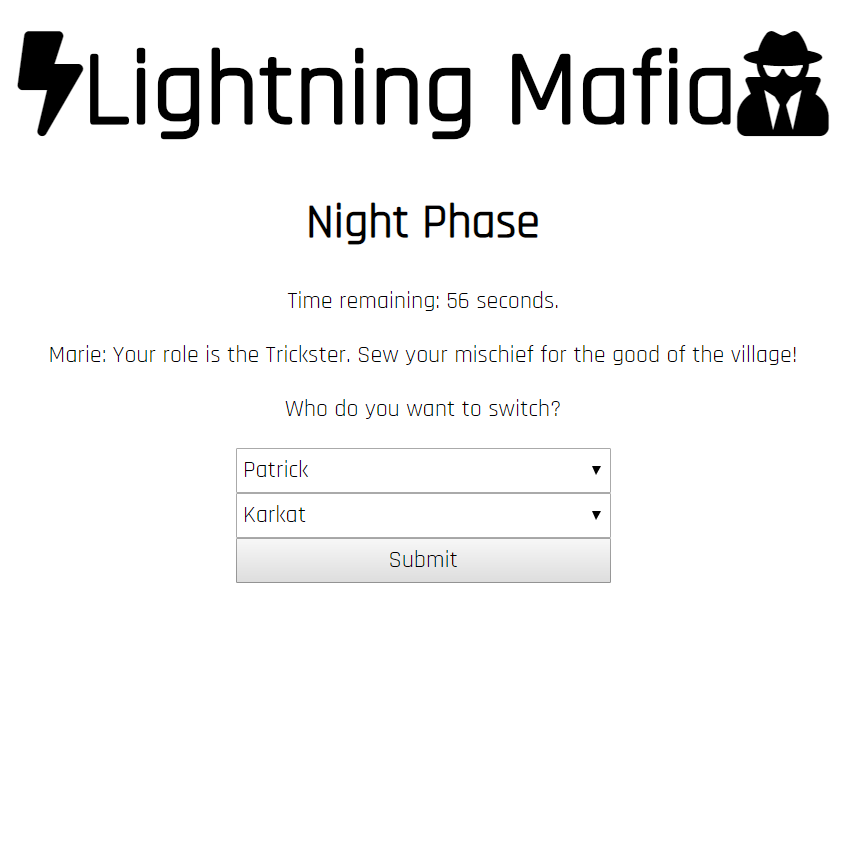 Lightning Mafia
Night Phase
Time remaining: 56 seconds.
Marie: Your role is the Trickster. Sew your mischief for the good of the village!
Who do you want to switch?
Patrick
Karkat
Submit